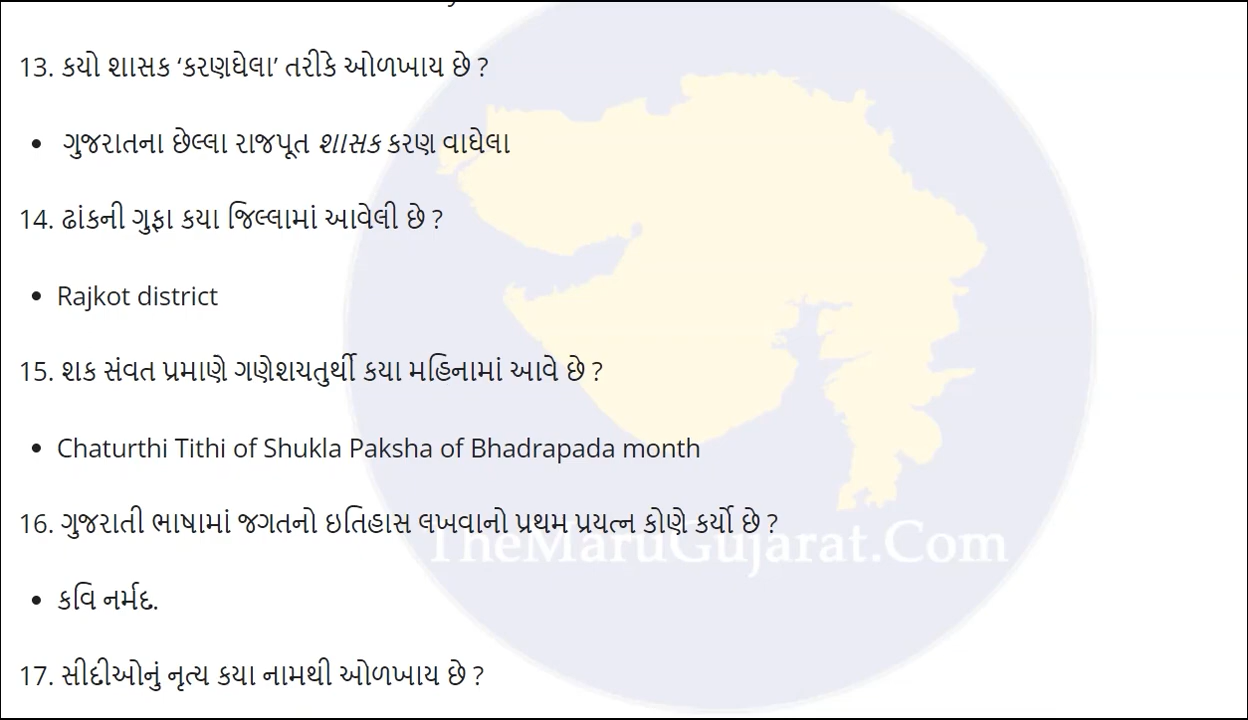 13. કયો શાસક ‘કરણઘેલા’ તરીકે ઓળખાય છે ?
• ગુજરાતના છેલ્લા રાજપૂત શાસક કરણ વાઘેલા
14. ઢાંકની ગુફા કયા જિલ્લામાં આવેલી છે ?
• Rajkot district
15. શક સંવત પ્રમાણે ગણેશચતુર્થી કયા મહિનામાં આવે છે ?
• Chaturthi Tithi of Shukla Paksha of Bhadrapada month
16. ગુજરાતી ભાષામાં જગતનો ઇતિહાસ લખવાનો પ્રથમ પ્રયત્ન કોણે કર્યો છે ?
TheMaruGujarat.Com
• કવિ નર્મદ.
17. સીદીઓનું નૃત્ય કયા નામથી ઓળખાય છે ?